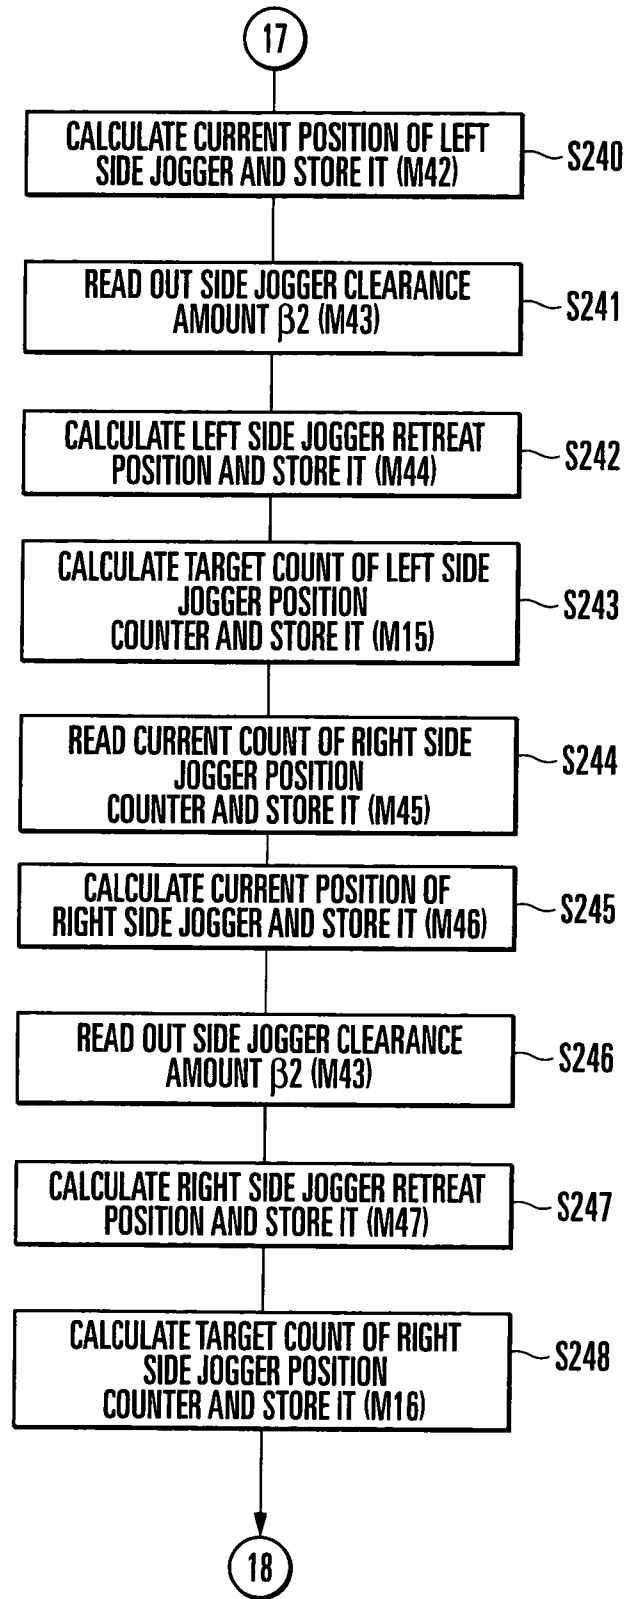 17
CALCULATE CURRENT POSITION OF LEFT
SIDE JOGGER AND STORE IT (M42)
S240
READ OUT SIDE JOGGER CLEARANCE
AMOUNT β2 (M43)
S241
CALCULATE LEFT SIDE JOGGER RETREAT
POSITION AND STORE IT (M44)
S242
CALCULATE TARGET COUNT OF LEFT SIDE
JOGGER POSITION
COUNTER AND STORE IT (M15)
S243
READ CURRENT COUNT OF RIGHT SIDE
JOGGER POSITION
COUNTER AND STORE IT (M45)
S244
CALCULATE CURRENT POSITION OF
RIGHT SIDE JOGGER AND STORE IT (M46)
S245
READ OUT SIDE JOGGER CLEARANCE
AMOUNT β2 (M43)
S246
CALCULATE RIGHT SIDE JOGGER RETREAT
POSITION AND STORE IT (M47)
S247
CALCULATE TARGET COUNT OF RIGHT
SIDE JOGGER POSITION
COUNTER AND STORE IT (M16)
S248
18